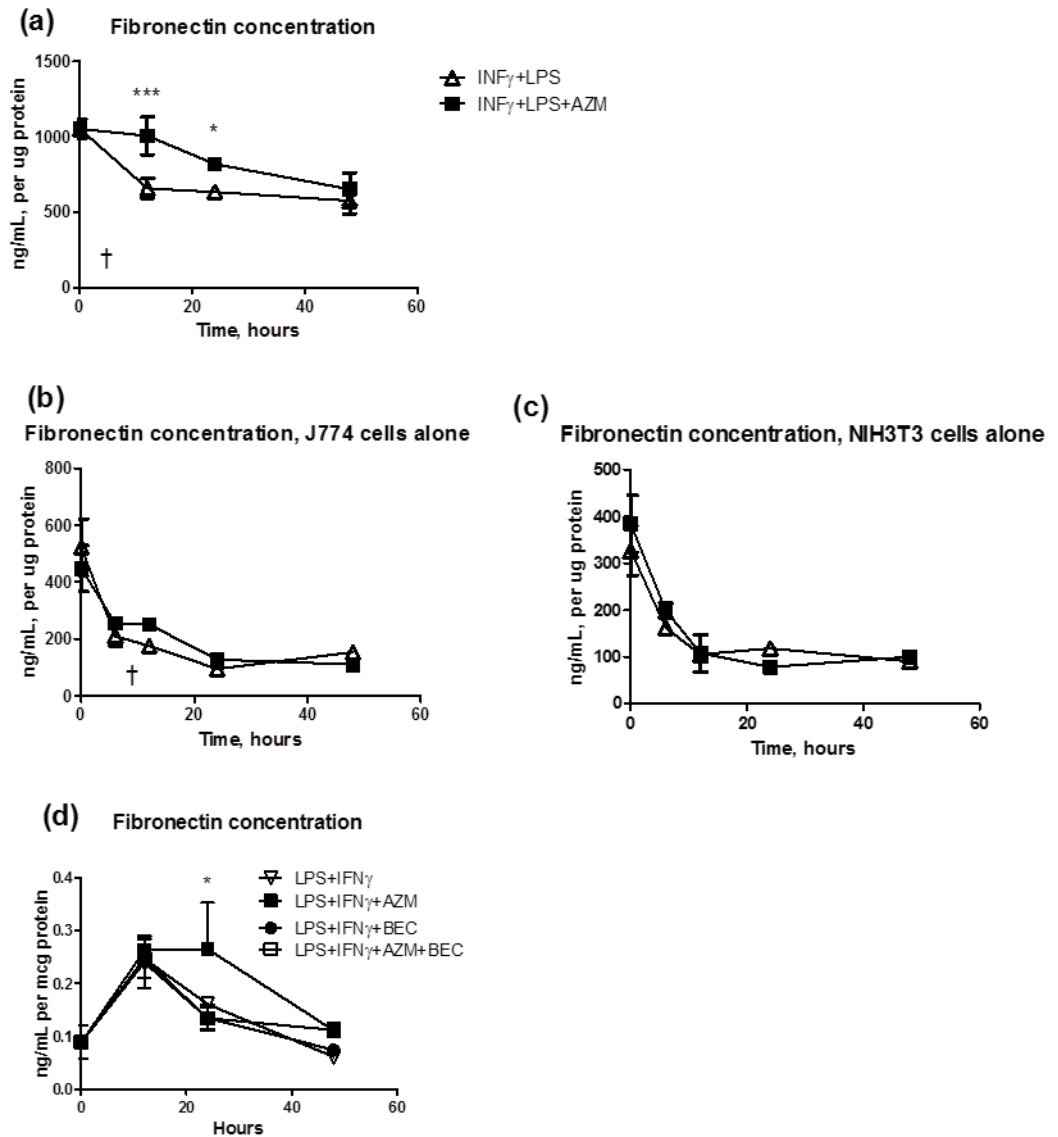 (a)
Fibronectin concentration
INFγ+LPS
INFγ+LPS+AZM
ng/mL, per ug protein
1500
1000
500
0
***
*
†
0 20 40 60
Time, hours
(b)
Fibronectin concentration, J774 cells alone
ng/mL, per ug protein
800
600
400
200
0
†
0 20 40 60
Time, hours
(c)
Fibronectin concentration, NIH3T3 cells alone
ng/mL, per ug protein
500
400
300
200
100
0
0 20 40 60
Time, hours
(d)
Fibronectin concentration
LPS+IFNγ
LPS+IFNγ+AZM
LPS+IFNγ+BEC
LPS+IFNγ+AZM+BEC
ng/mL per mcg protein
0.4
0.3
0.2
0.1
0.0
*
0 20 40 60
Hours